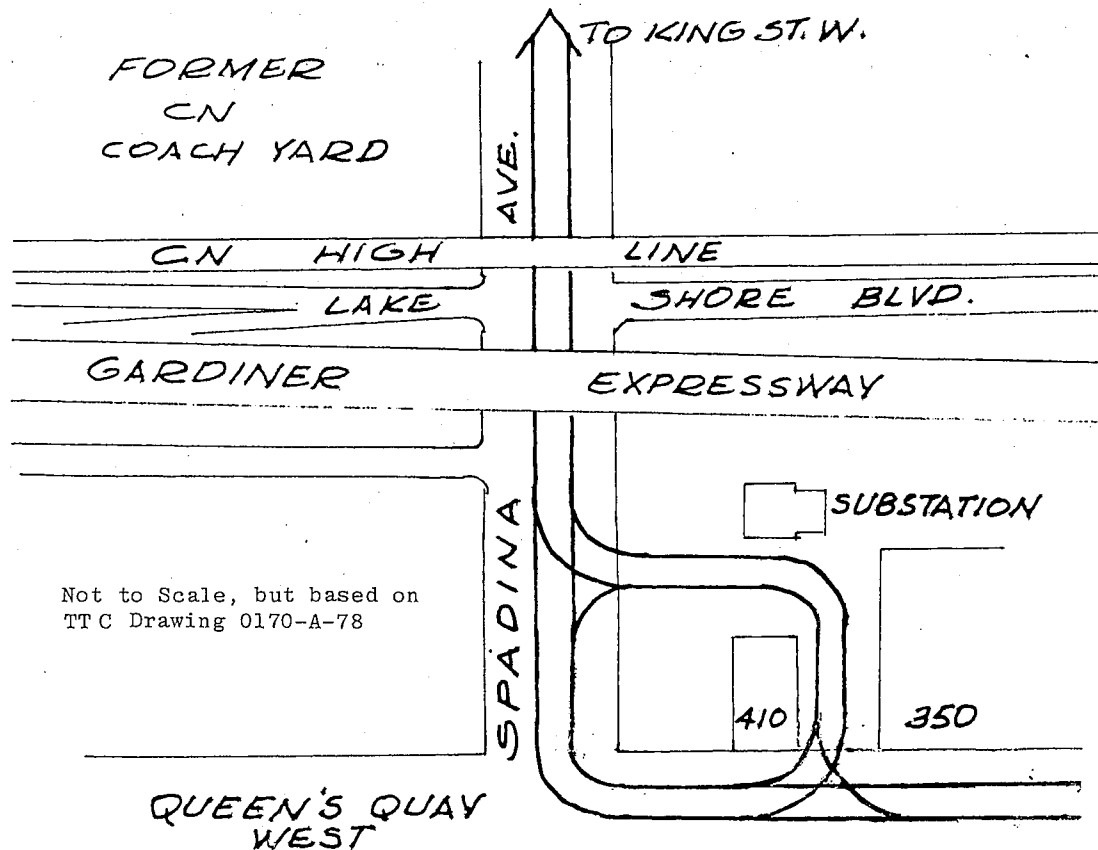 TO KING ST. W.
FORMER
CN
COACH YARD
AVE.
CN HIGH LINE
LAKE SHORE BLVD.
GARDINER EXPRESSWAY
SUBSTATION
SPADINA
Not to Scale, but based on
TTC Drawing 0170-A-78
410
350
QUEEN'S QUAY
WEST